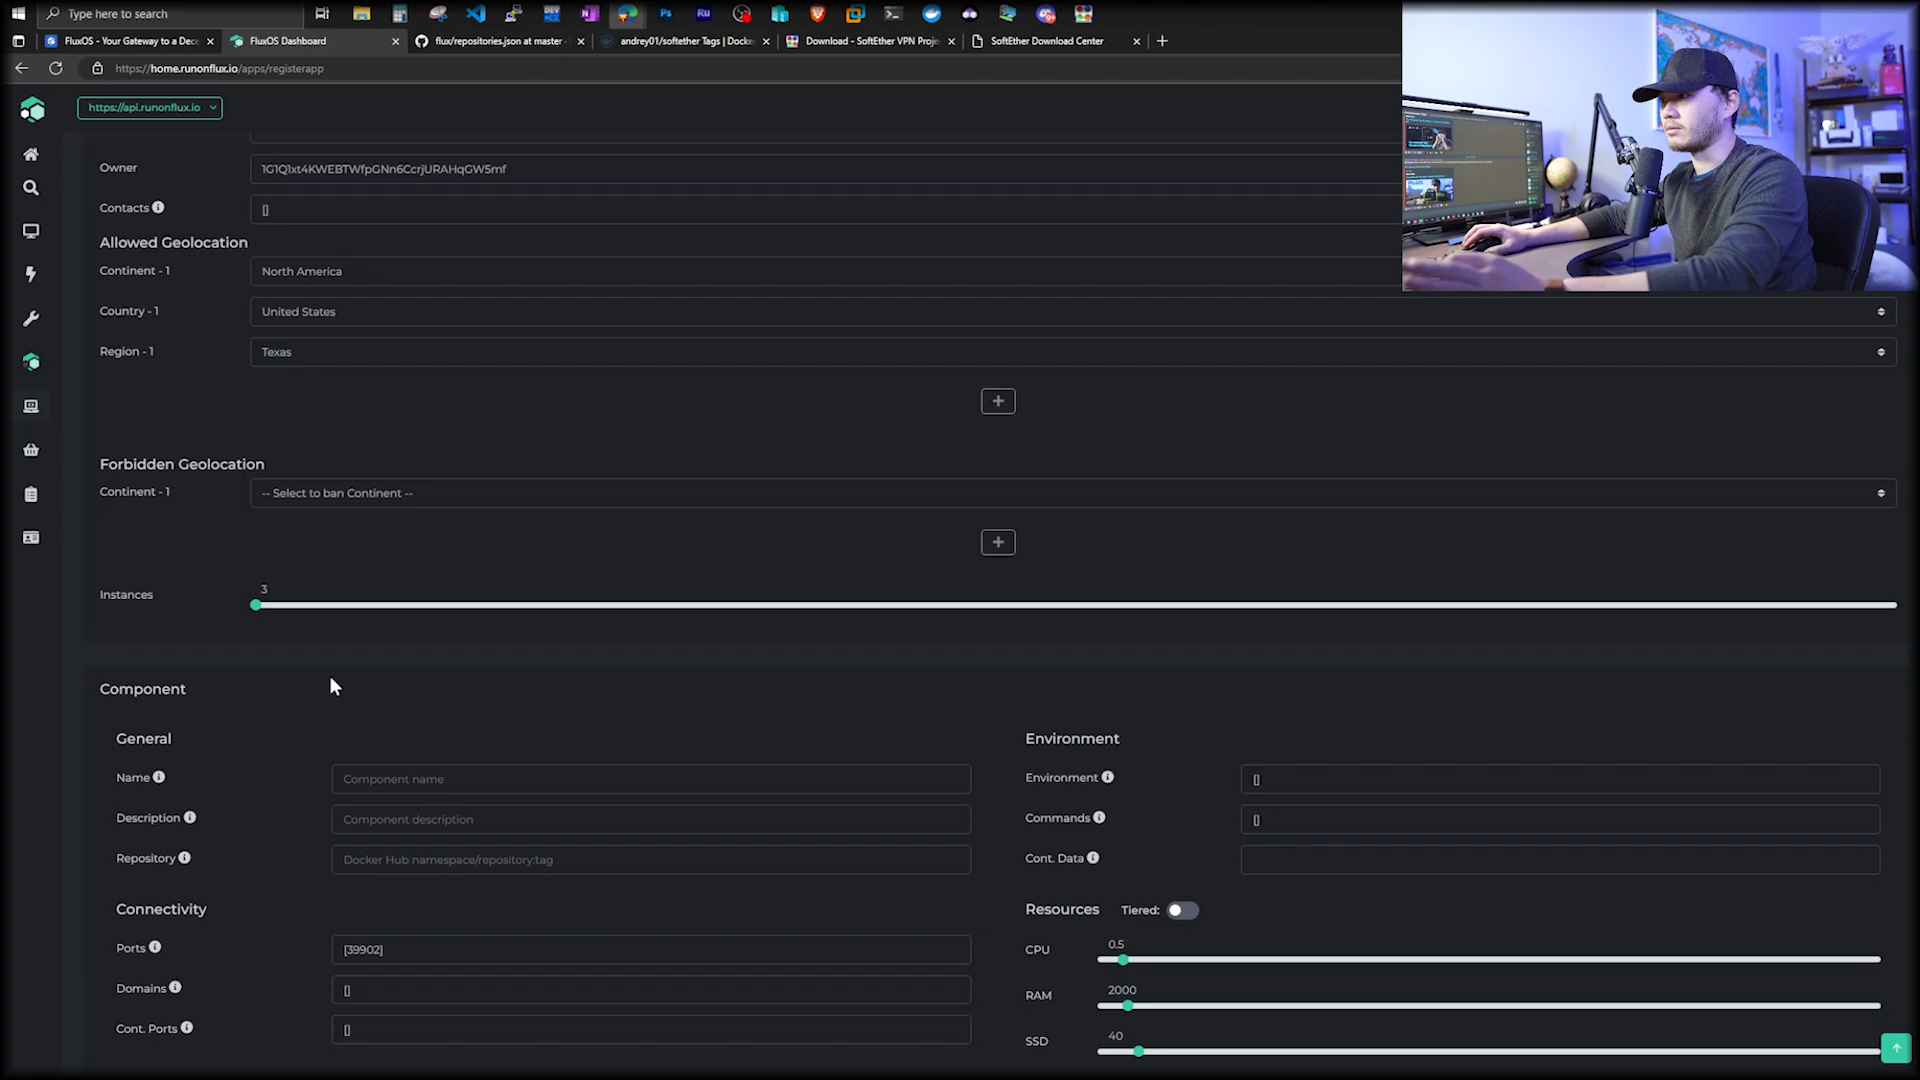 Type here to search
FluxOS - Your Gateway to a Dece
FluxOS Dashboard
flux/repositories.json at master
andrey01/softether Tags | Docke
Download - SoftEther VPN Proje
SoftEther Download Center
https://home.runonflux.io/apps/registerapp
https://api.runonflux.io
Owner
1G1Q1xt4KWEBTWfpGNn6CcrjURAHqGW5mf
Contacts
[]
Allowed Geolocation
Continent - 1
North America
Country - 1
United States
Region - 1
Texas
+
Forbidden Geolocation
Continent - 1
-- Select to ban Continent --
+
Instances
3
Component
General
Name
Component name
Description
Component description
Repository
Docker Hub namespace/repository:tag
Connectivity
Ports
[39902]
Domains
[]
Cont. Ports
[]
Environment
Environment
[]
Commands
[]
Cont. Data
Resources
Tiered:
CPU
0.5
RAM
2000
SSD
40